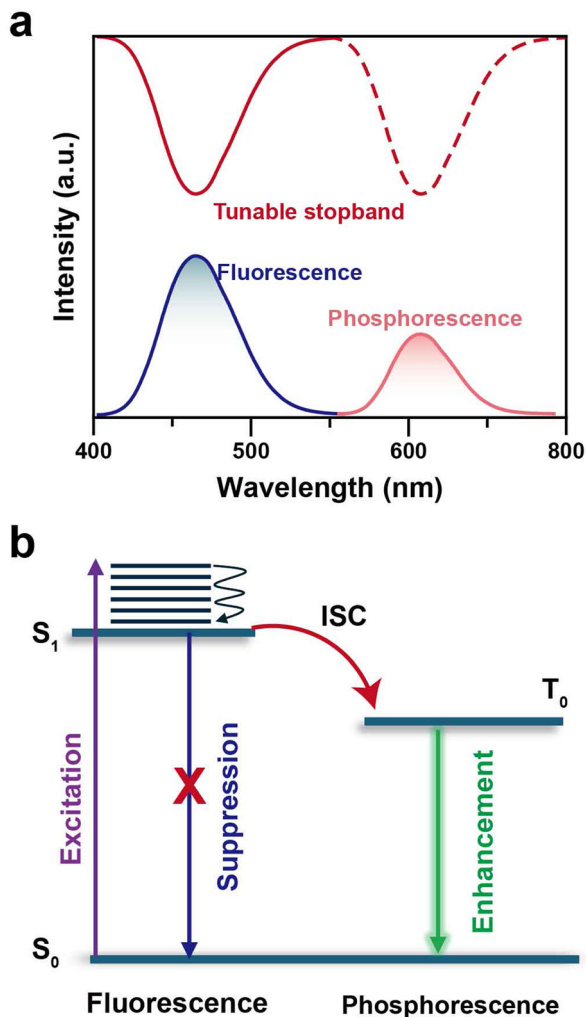 a
Intensity (a.u.)
Tunable stopband
Fluorescence
Phosphorescence
400
500
600
800
Wavelength (nm)
b
S1
ISC
T0
Excitation
X
Suppression
Enhancement
S0
Fluorescence
Phosphorescence